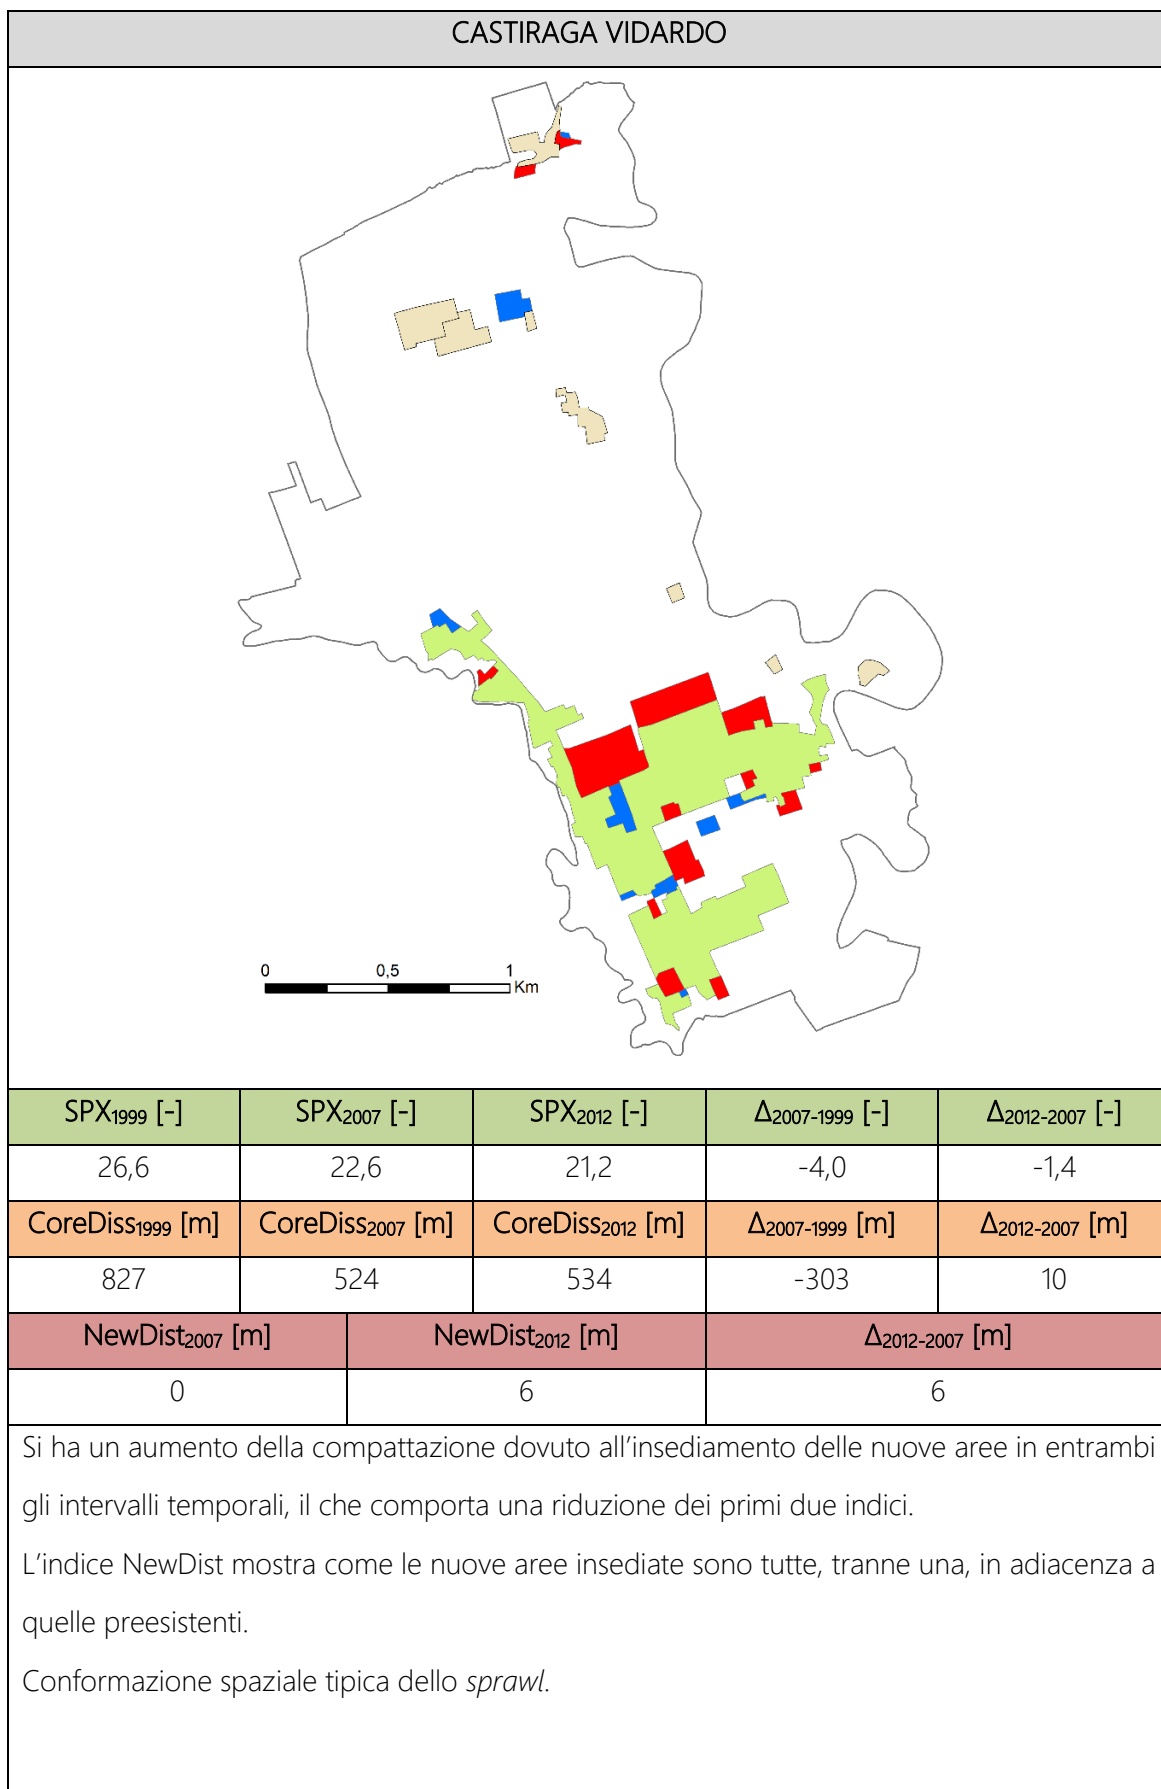 CASTIRAGA VIDARDO
0 0,5 1
Km
SPX1999 [-] SPX2007 [-] SPX2012 [-] Δ2007-1999 [-] Δ2012-2007 [-]
26,6 22,6 21,2 -4,0 -1,4
CoreDiss1999 [m] CoreDiss2007 [m] CoreDiss2012 [m] Δ2007-1999 [m] Δ2012-2007 [m]
827 524 534 -303 10
NewDist2007 [m] NewDist2012 [m] Δ2012-2007 [m]
0 6 6
Si ha un aumento della compattazione dovuto all’insediamento delle nuove aree in entrambi
gli intervalli temporali, il che comporta una riduzione dei primi due indici.
L’indice NewDist mostra come le nuove aree insediate sono tutte, tranne una, in adiacenza a
quelle preesistenti.
Conformazione spaziale tipica dello sprawl.